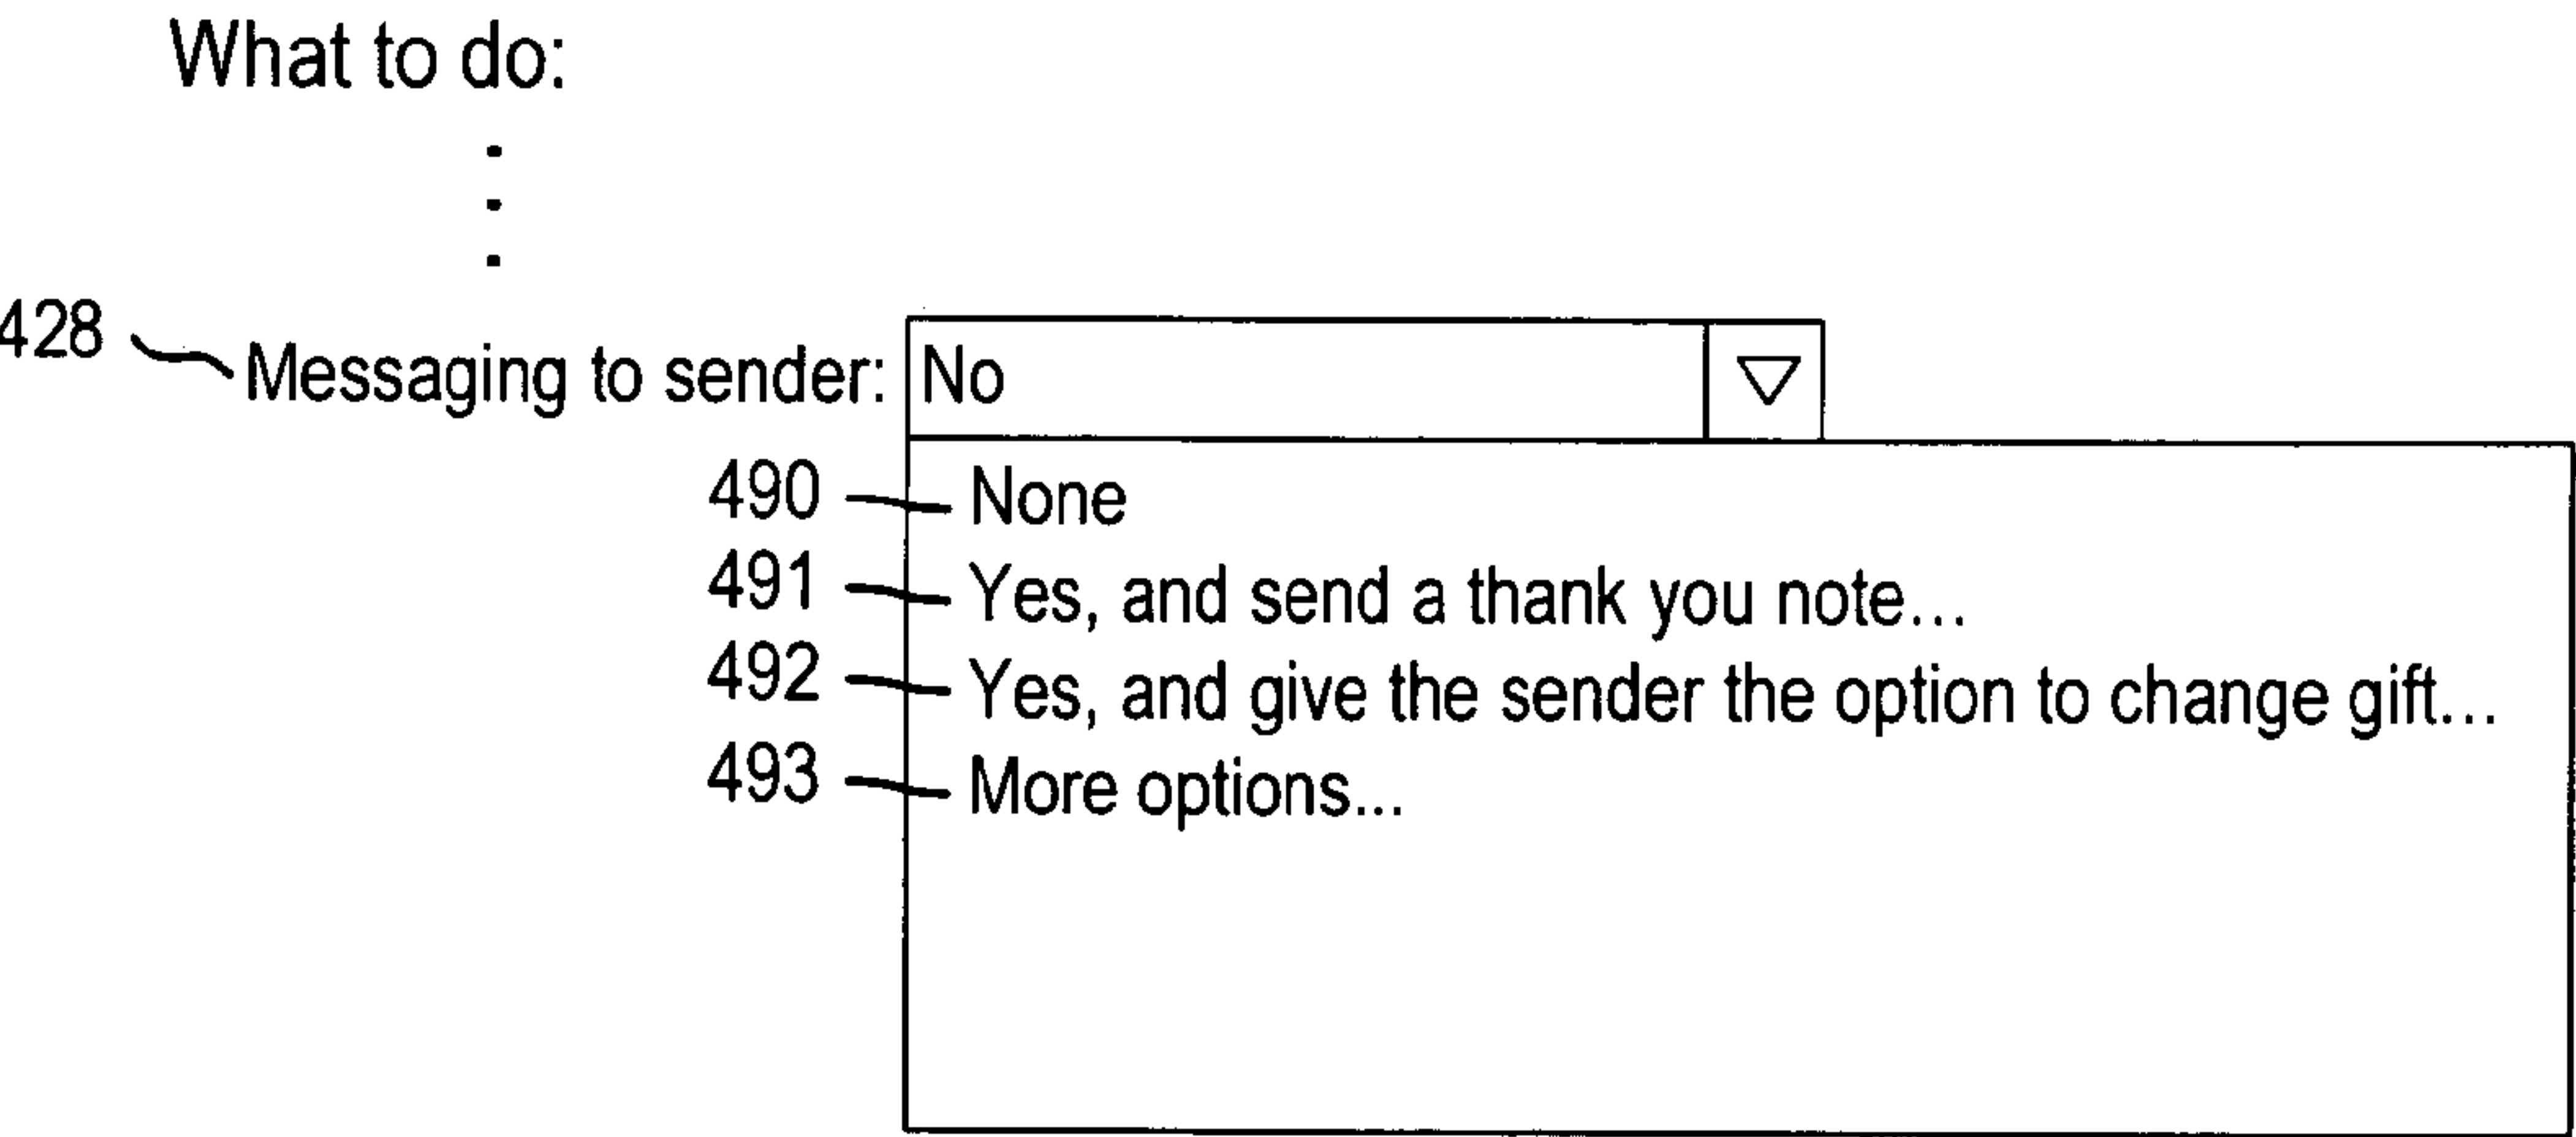 What to do:
428 Messaging to sender: No
490 None
491 Yes, and send a thank you note...
492 Yes, and give the sender the option to change gift...
493 More options...